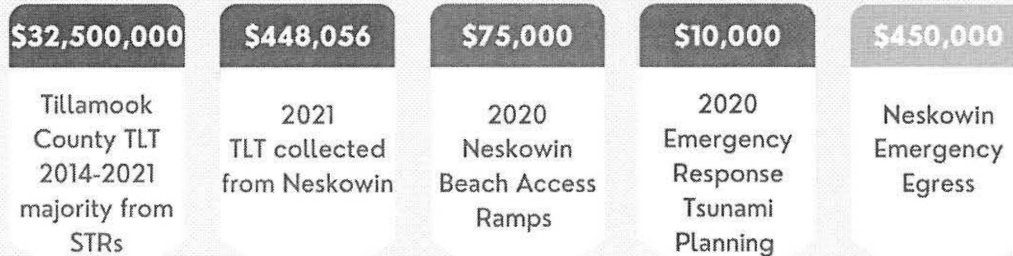 $32,500,000
Tillamook
County TLT
2014-2021
majority from
STRs
$448,056
2021
TLT collected
from Neskowin
$75,000
2020
Neskowin
Beach Access
Ramps
$10,000
2020
Emergency
Response
Tsunami
Planning
$450,000
Neskowin
Emergency
Egress